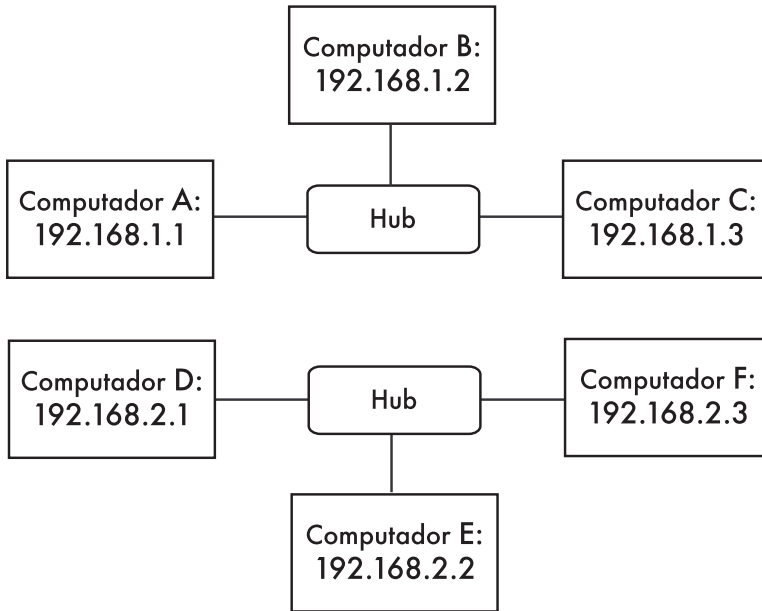 Computador B:
192.168.1.2
Computador A:
192.168.1.1
Hub
Computador C:
192.168.1.3
Computador D:
192.168.2.1
Hub
Computador F:
192.168.2.3
Computador E:
192.168.2.2